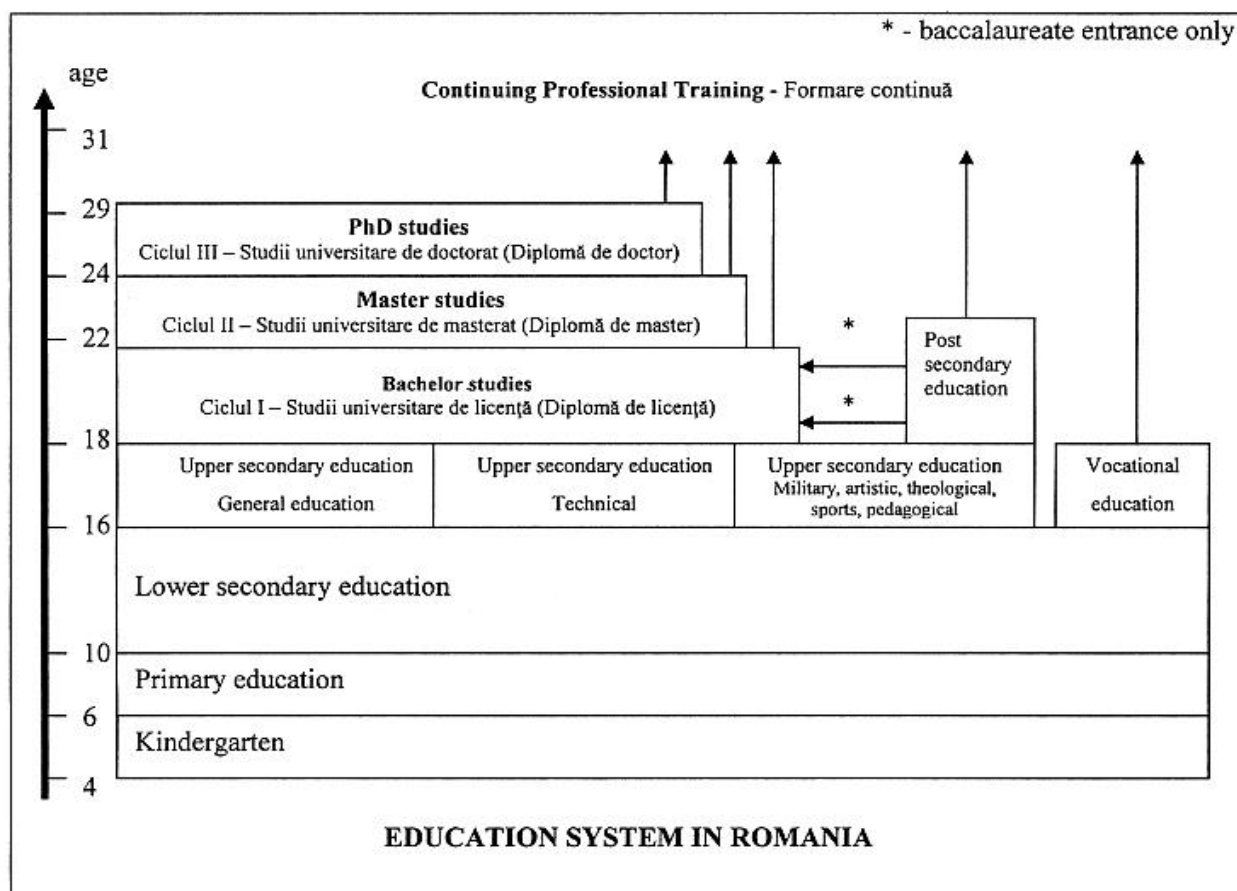 * - baccalaureate entrance only
age
Continuing Professional Training - Formare continuă
31
29
PhD studies
Ciclul III – Studii universitare de doctorat (Diplomă de doctor)
24
Master studies
Ciclul II – Studii universitare de masterat (Diplomă de master)
22
*
Post
secondary
education
Bachelor studies
Ciclul I – Studii universitare de licenţă (Diplomă de licenţă)
*
18
Upper secondary education
General education
Upper secondary education
Technical
Upper secondary education
Military, artistic, theological,
sports, pedagogical
Vocational
education
16
Lower secondary education
10
Primary education
6
Kindergarten
4
EDUCATION SYSTEM IN ROMANIA